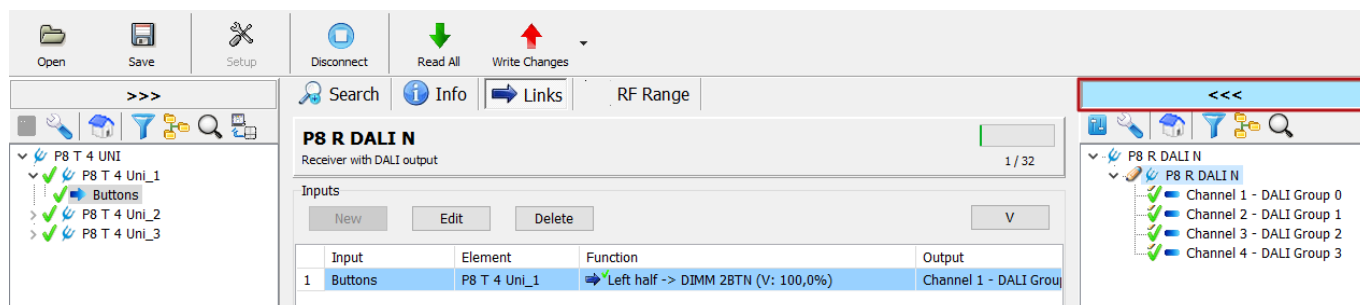 Open
Save
Setup
Disconnect
Read All
Write Changes
>>>
P8 T 4 UNI
P8 T 4 Uni_1
Buttons
P8 T 4 Uni_2
P8 T 4 Uni_3
Search
Info
Links
RF Range
P8 R DALI N
Receiver with DALI output
1 / 32
Inputs
New
Edit
Delete
V
Input Element Function Output
1 Buttons P8 T 4 Uni_1 Left half -> DIMM 2BTN (V: 100,0%) Channel 1 - DALI Group
<<<
P8 R DALI N
P8 R DALI N
Channel 1 - DALI Group 0
Channel 2 - DALI Group 1
Channel 3 - DALI Group 2
Channel 4 - DALI Group 3